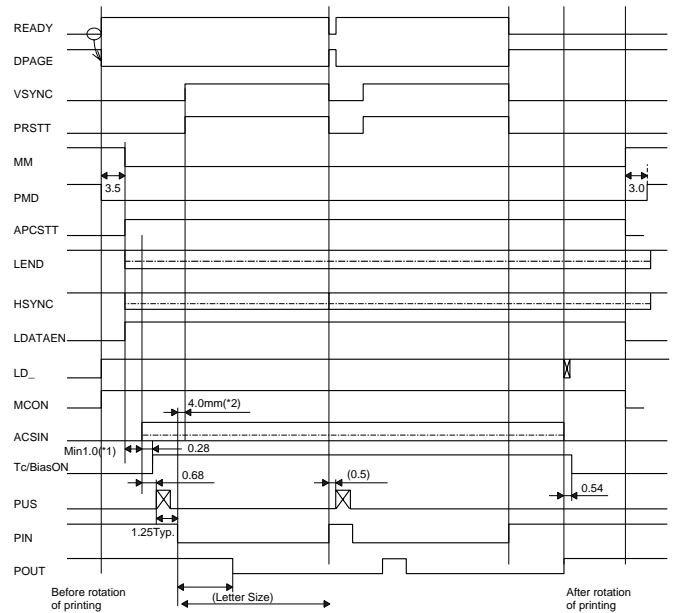 READY
DPAGE
VSYNC
PRSTT
MM
3.5
3.0
PMD
APCSTT
LEND
HSYNC
LDATAEN
LD_
4.0mm(*2)
MCON
ACSIN
Min1.0(*1)
0.28
Tc/BiasON
0.68
(0.5)
0.54
PUS
1.25Typ.
PIN
POUT
Before rotation
of printing
(Letter Size)
After rotation
of printing